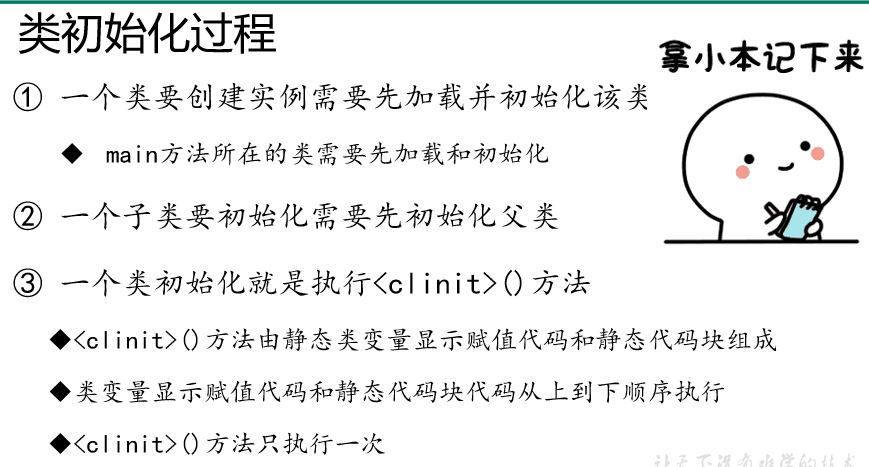 类初始化过程
拿小本记下来
① 一个类要创建实例需要先加载并初始化该类
◆ main方法所在的类需要先加载和初始化
② 一个子类要初始化需要先初始化父类
③ 一个类初始化就是执行<clinit>()方法
◆<clinit>()方法由静态类变量显示赋值代码和静态代码块组成
◆类变量显示赋值代码和静态代码块代码从上到下顺序执行
◆<clinit>()方法只执行一次